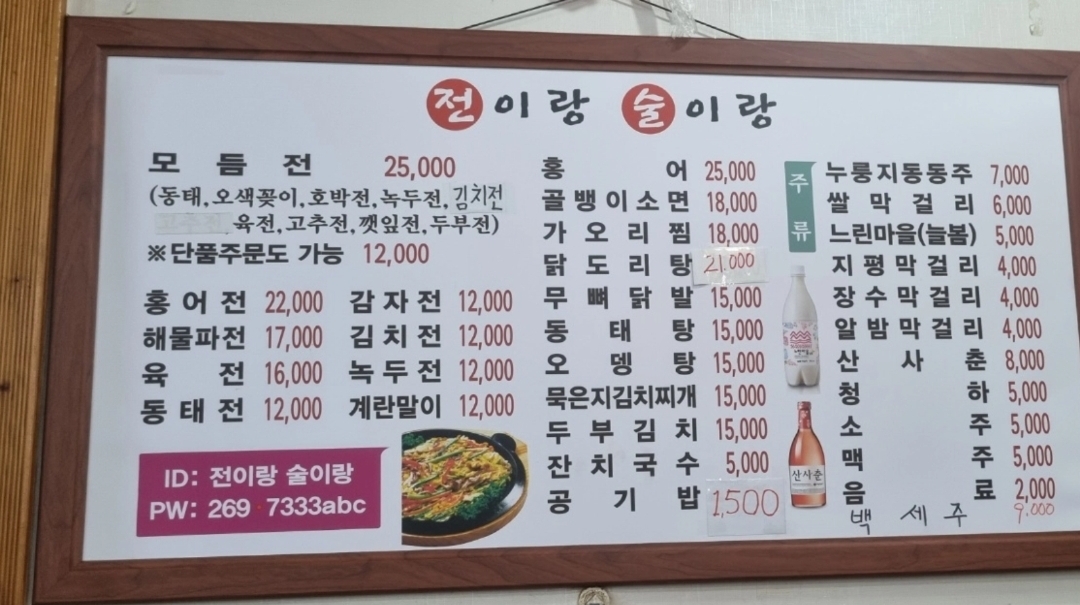 전이랑 술이랑
모듬전 25,000
(동태,오색꽂이,호박전,녹두전,김치전
육전,고추전,깻잎전,두부전)
※단품주문도 가능 12,000
홍어전 22,000 감자전 12,000
해물파전 17,000 김치전 12,000
육전 16,000 녹두전 12,000
동태전 12,000 계란말이 12,000
ID: 전이랑 술이랑
PW: 269 7333abc
홍어 25,000
골뱅이소면 18,000
가오리찜 18,000
닭도리탕 21,000
무뼈닭발 15,000
동태탕 15,000
오뎅탕 15,000
묵은지김치찌개 15,000
두부김치 15,000
잔치국수 5,000
공기밥 1,500
주류
누룽지동동주 7,000
쌀막걸리 6,000
느린마을(늘봄) 5,000
지평막걸리 4,000
장수막걸리 4,000
알밤막걸리 4,000
산사춘 8,000
청하 5,000
소주 5,000
맥주 5,000
음료 2,000
백세주 9,000
산사춘